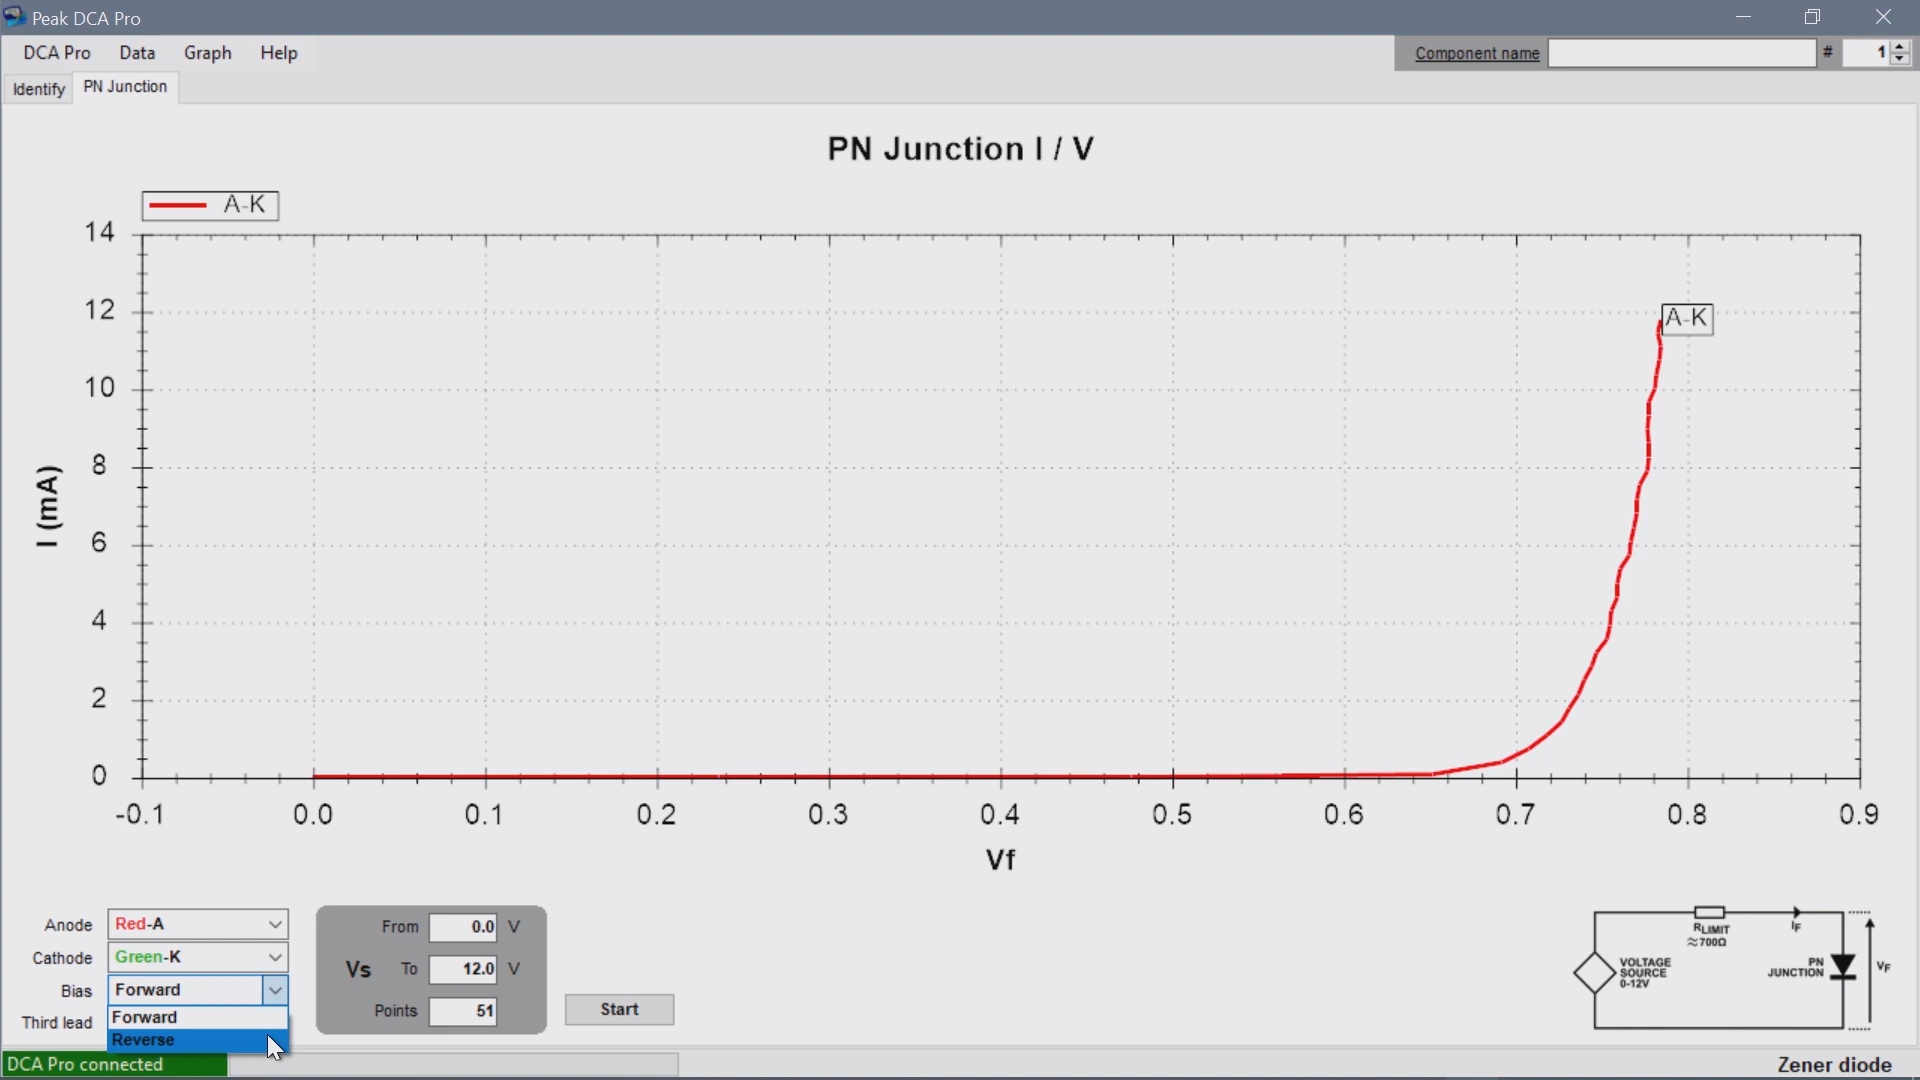 Peak DCA Pro
DCA Pro Data Graph Help
Component name # 1
Identify PN Junction
PN Junction I / V
A-K
14
12
10
8
6
4
2
0
I (mA)
A-K
-0.1 0.0 0.1 0.2 0.3 0.4 0.5 0.6 0.7 0.8 0.9
Vf
Anode Red-A
Cathode Green-K
Bias Forward
Forward
Reverse
Third lead
From 0.0 V
Vs To 12.0 V
Points 51
Start
RLIMIT
≈700Ω
IF
VOLTAGE
SOURCE
0-12V
PN
JUNCTION
VF
DCA Pro connected
Zener diode